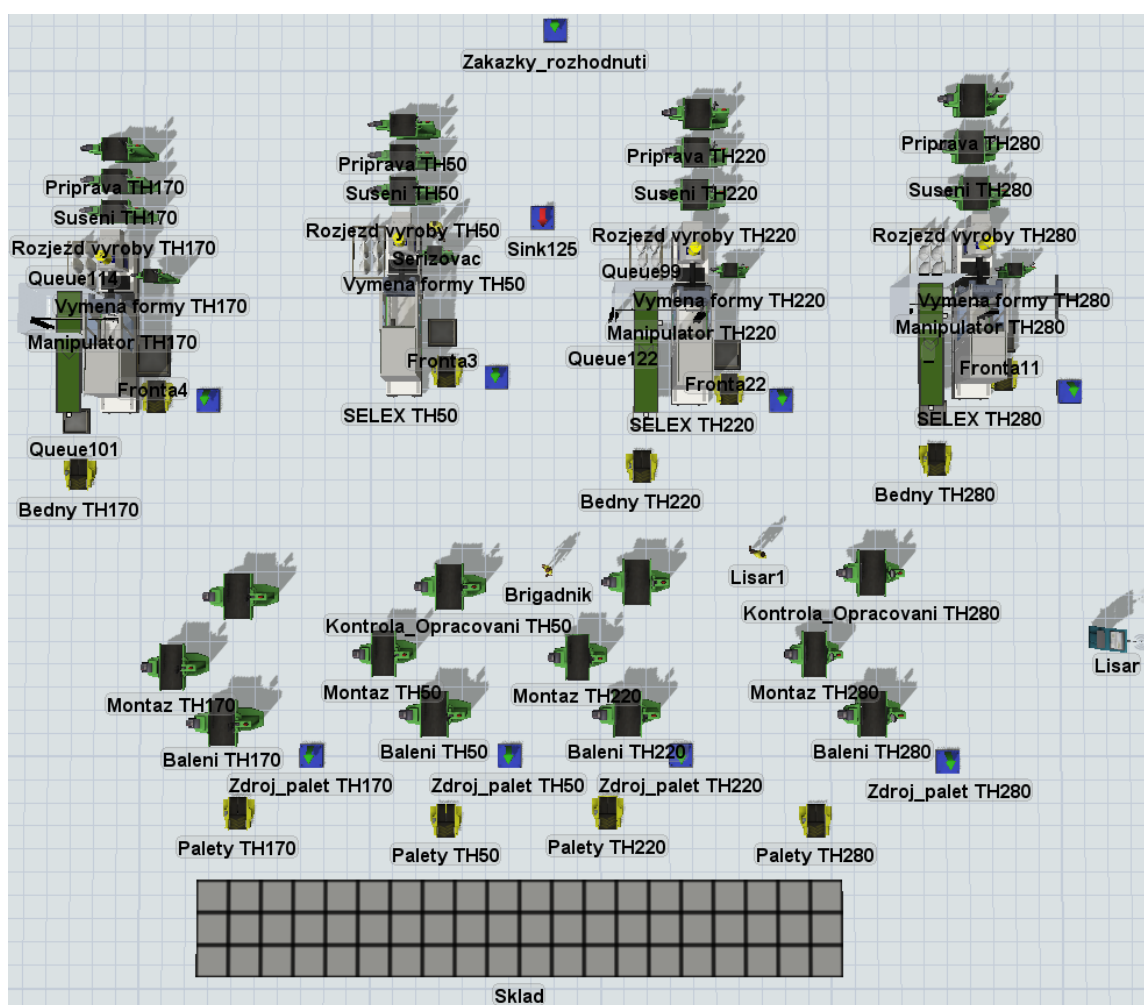 Zakazky_rozhodnuti
Priprava TH170
Priprava TH50
Priprava TH220
Priprava TH280
Suseni TH170
Suseni TH50
Suseni TH220
Suseni TH280
Rozjezd vyroby TH170
Rozjezd vyroby TH50
Sink125
Rozjezd vyroby TH220
Rozjezd vyroby TH280
Queue114
Serizovac
Queue99
Vymena formy TH170
Vymena formy TH50
Vymena formy TH220
Vymena formy TH280
Manipulator TH170
Manipulator TH220
Manipulator TH280
Fronta4
Fronta3
Queue122
Fronta22
Fronta11
SELEX TH50
SELEX TH220
SELEX TH280
Queue101
Bedny TH170
Bedny TH220
Bedny TH280
Brigadnik
Lisar1
Kontrola_Opracovani TH50
Kontrola_Opracovani TH280
Lisar
Montaz TH170
Montaz TH50
Montaz TH220
Montaz TH280
Baleni TH170
Baleni TH50
Baleni TH220
Baleni TH280
Zdroj_palet TH170
Zdroj_palet TH50
Zdroj_palet TH220
Zdroj_palet TH280
Palety TH170
Palety TH50
Palety TH220
Palety TH280
Sklad